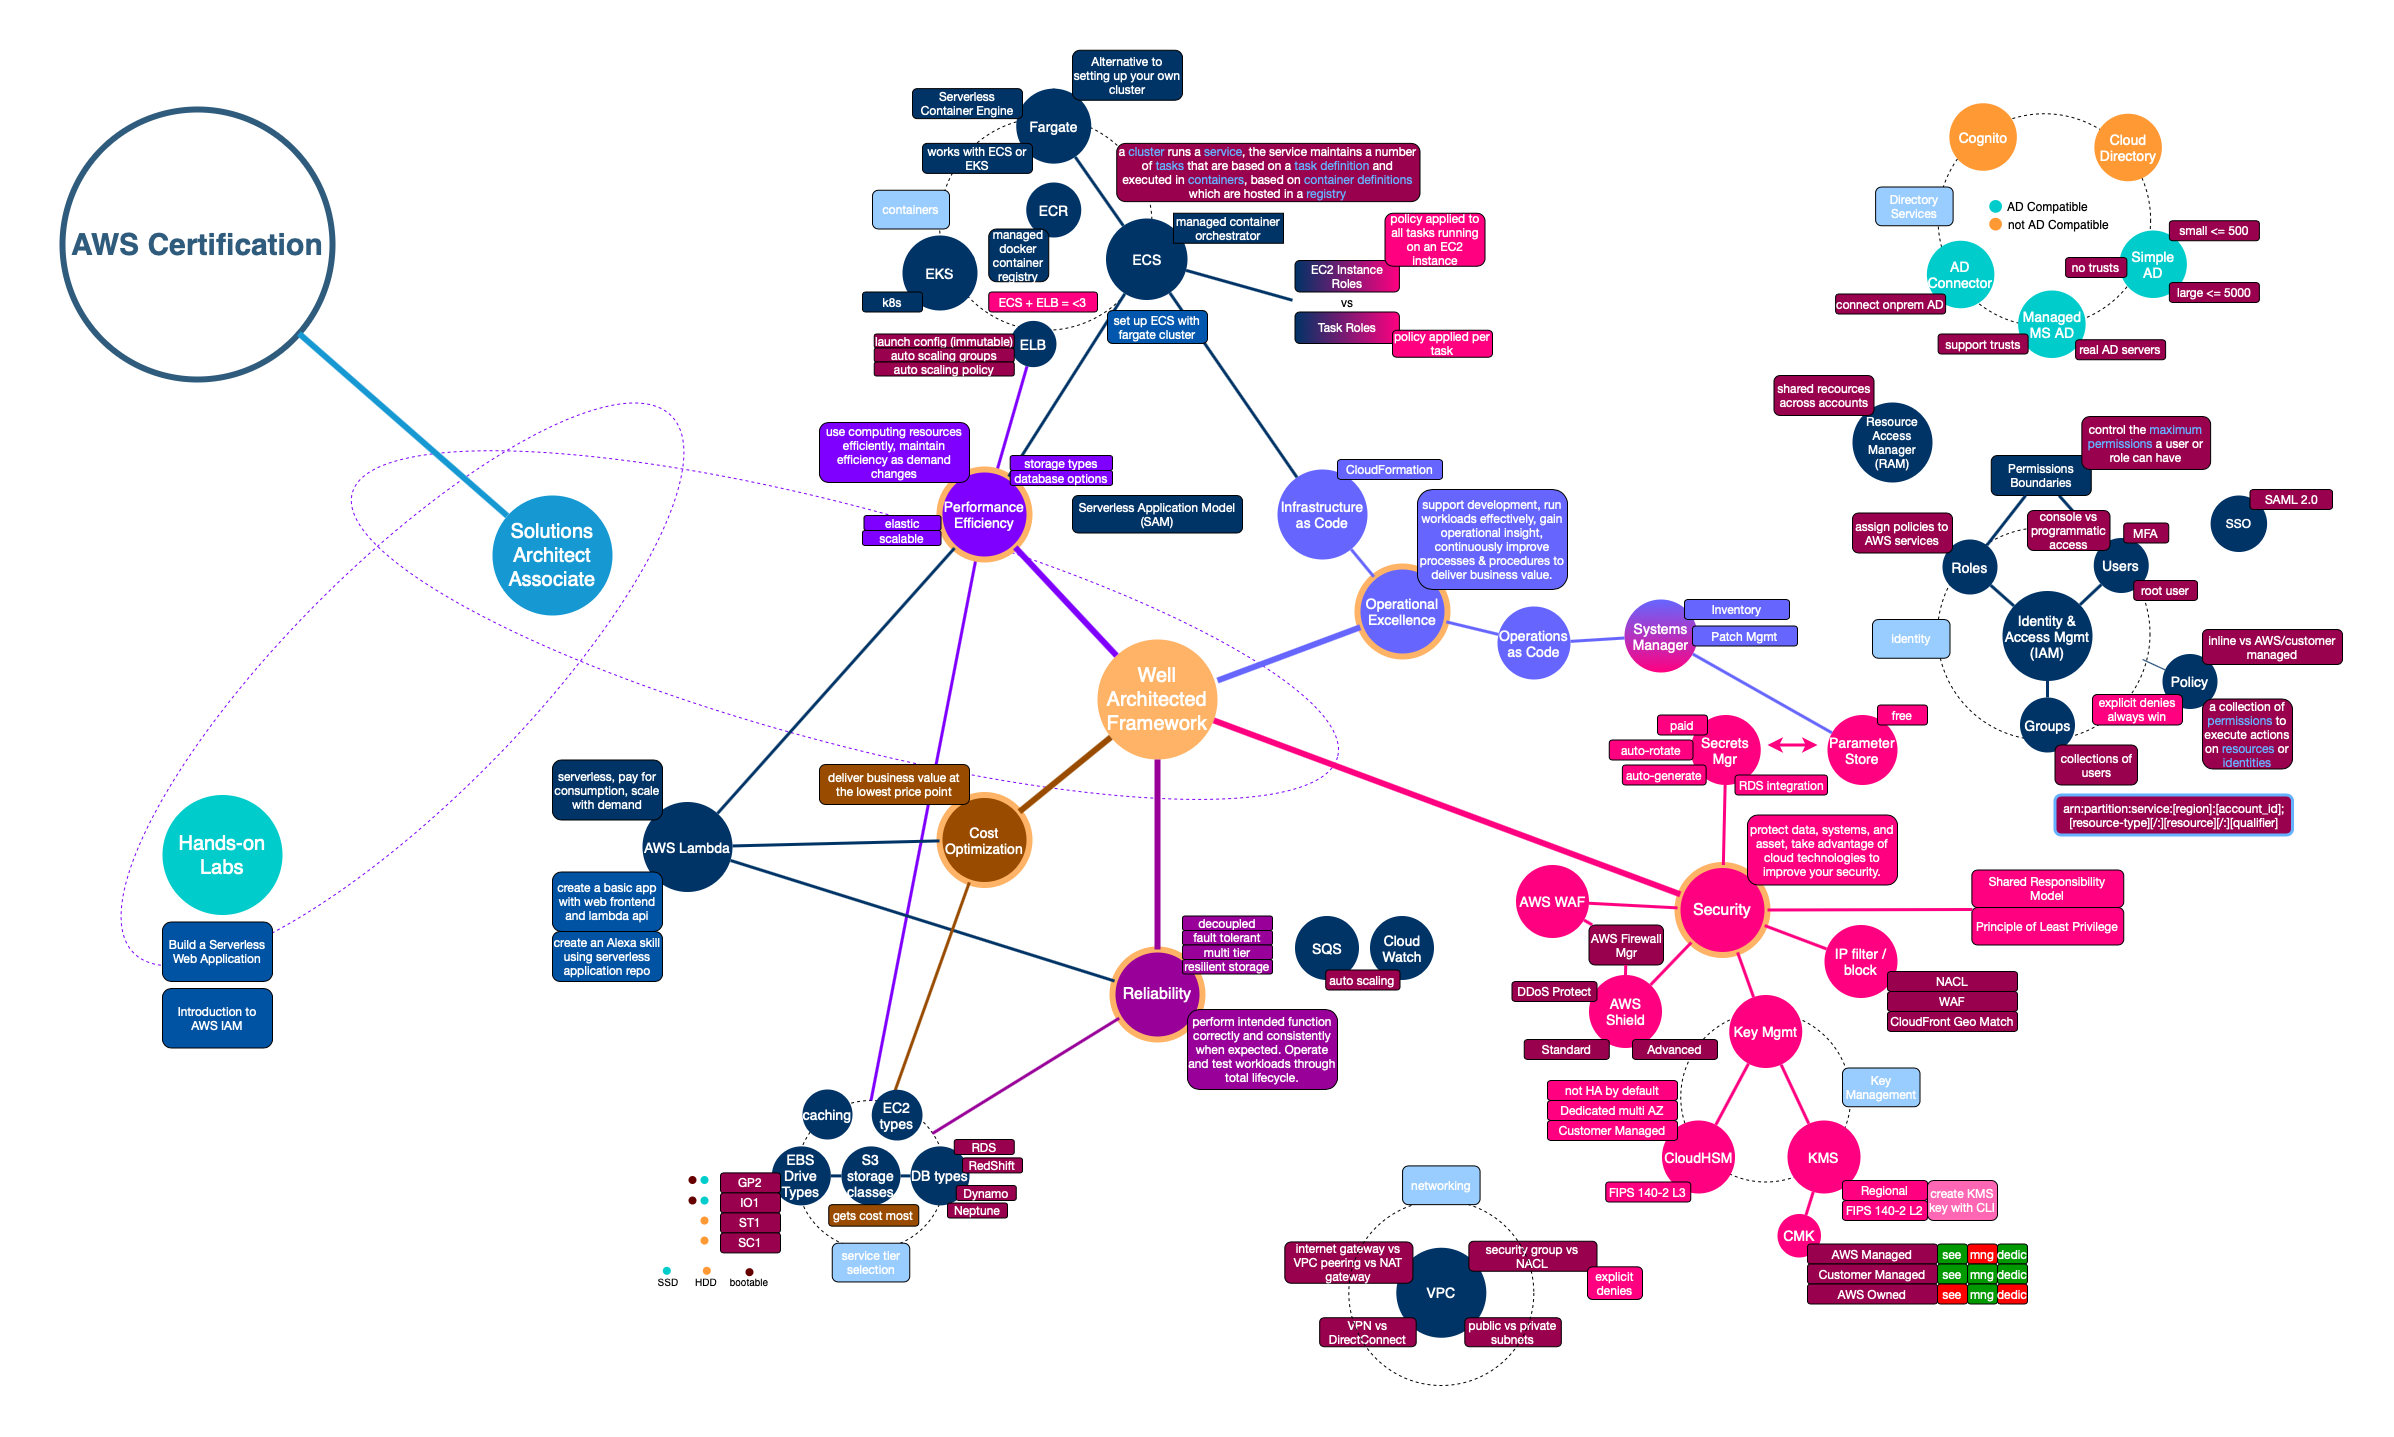 AWS Certification
Solutions
Architect
Associate
Hands-on
Labs
Build a Serverless
Web Application
Introduction to
AWS IAM
Alternative to
setting up your own
cluster
Serverless
Container Engine
Fargate
works with ECS or
EKS
containers
ECR
managed
docker
container
registry
EKS
k8s
ECS + ELB = <3
a cluster runs a service, the service maintains a number
of tasks that are based on a task definition and
executed in containers, based on container definitions
which are hosted in a registry
managed container
orchestrator
ECS
policy applied to
all tasks running
on an EC2
instance
EC2 Instance
Roles
vs
Task Roles
policy applied per
task
set up ECS with
fargate cluster
ELB
launch config (immutable)
auto scaling groups
auto scaling policy
use computing resources
efficiently, maintain
efficiency as demand
changes
storage types
database options
Performance
Efficiency
elastic
scalable
Serverless Application Model
(SAM)
CloudFormation
Infrastructure
as Code
support development, run
workloads effectively, gain
operational insight,
continuously improve
processes & procedures to
deliver business value.
Operational
Excellence
Operations
as Code
Systems
Manager
Inventory
Patch Mgmt
Well
Architected
Framework
paid
auto-rotate
auto-generate
Secrets
Mgr
RDS integration
free
Parameter
Store
serverless, pay for
consumption, scale
with demand
AWS Lambda
create a basic app
with web frontend
and lambda api
create an Alexa skill
using serverless
application repo
deliver business value at
the lowest price point
Cost
Optimization
decoupled
fault tolerant
multi tier
resilient storage
Reliability
perform intended function
correctly and consistently
when expected. Operate
and test workloads through
total lifecycle.
SQS
Cloud
Watch
auto scaling
protect data, systems, and
asset, take advantage of
cloud technologies to
improve your security.
Security
Shared Responsibility
Model
Principle of Least Privilege
AWS WAF
AWS Firewall
Mgr
DDoS Protect
AWS
Shield
Standard
Advanced
IP filter /
block
NACL
WAF
CloudFront Geo Match
Key Mgmt
Key
Management
not HA by default
Dedicated multi AZ
Customer Managed
CloudHSM
FIPS 140-2 L3
KMS
Regional
FIPS 140-2 L2
create KMS
key with CLI
CMK
AWS Managed see mng dedic
Customer Managed see mng dedic
AWS Owned see mng dedic
caching
EC2
types
EBS
Drive
Types
S3
storage
classes
DB types
RDS
RedShift
Dynamo
Neptune
gets cost most
service tier
selection
GP2
IO1
ST1
SC1
SSD
HDD
bootable
networking
internet gateway vs
VPC peering vs NAT
gateway
security group vs
NACL
explicit
denies
VPC
VPN vs
DirectConnect
public vs private
subnets
Cognito
Cloud
Directory
Directory
Services
AD Compatible
not AD Compatible
AD
Connector
connect onprem AD
Simple
AD
small <= 500
no trusts
large <= 5000
Managed
MS AD
support trusts
real AD servers
shared recources
across accounts
Resource
Access
Manager
(RAM)
control the maximum
permissions a user or
role can have
Permissions
Boundaries
SAML 2.0
SSO
assign policies to
AWS services
Roles
console vs
programmatic
access
MFA
Users
root user
identity
Identity &
Access Mgmt
(IAM)
inline vs AWS/customer
managed
Policy
explicit denies
always win
a collection of
permissions to
execute actions
on resources or
identities
Groups
collections of
users
arn:partition:service:[region]:[account_id];
[resource-type][/:][resource][/:][qualifier]